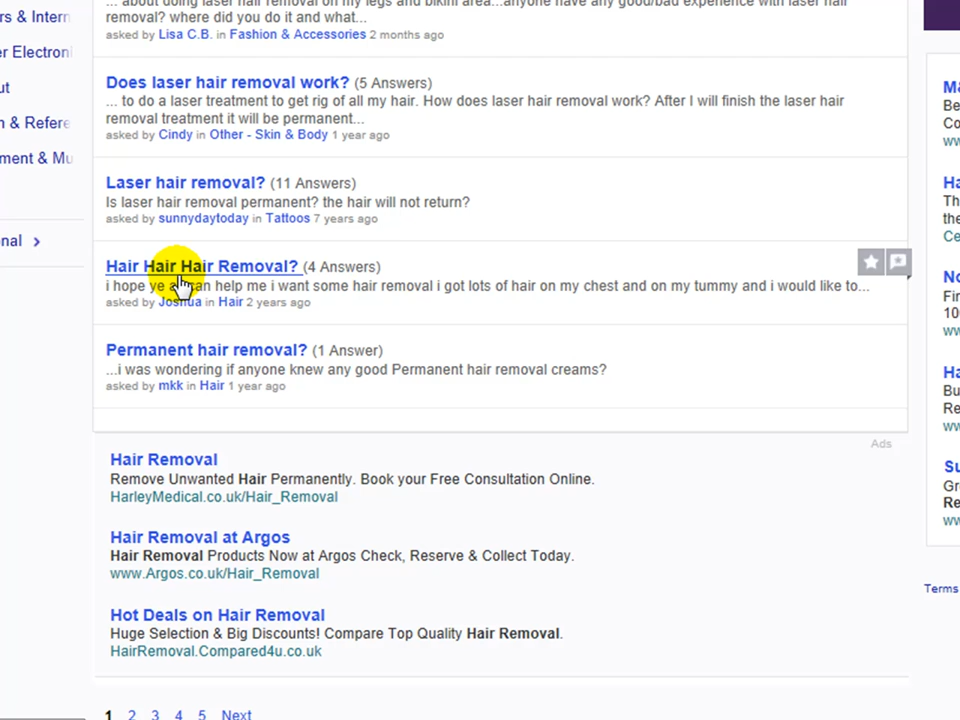 ... about doing laser hair removal on my legs and bikini area...anyone have any good/bad experience with laser hair
removal? where did you do it and what...
asked by Lisa C.B. in Fashion & Accessories 2 months ago
Does laser hair removal work? (5 Answers)
... to do a laser treatment to get rig of all my hair. How does laser hair removal work? After I will finish the laser hair
removal treatment it will be permanent...
asked by Cindy in Other - Skin & Body 1 year ago
Laser hair removal? (11 Answers)
Is laser hair removal permanent? the hair will not return?
asked by sunnydaytoday in Tattoos 7 years ago
Hair Hair Hair Removal? (4 Answers)
i hope ye a can help me i want some hair removal i got lots of hair on my chest and on my tummy and i would like to...
asked by Joshua in Hair 2 years ago
Permanent hair removal? (1 Answer)
...i was wondering if anyone knew any good Permanent hair removal creams?
asked by mkk in Hair 1 year ago
Ads
Hair Removal
Remove Unwanted Hair Permanently. Book your Free Consultation Online.
HarleyMedical.co.uk/Hair_Removal
Hair Removal at Argos
Hair Removal Products Now at Argos Check, Reserve & Collect Today.
www.Argos.co.uk/Hair_Removal
Hot Deals on Hair Removal
Huge Selection & Big Discounts! Compare Top Quality Hair Removal.
HairRemoval.Compared4u.co.uk
1 2 3 4 5 Next
Terms